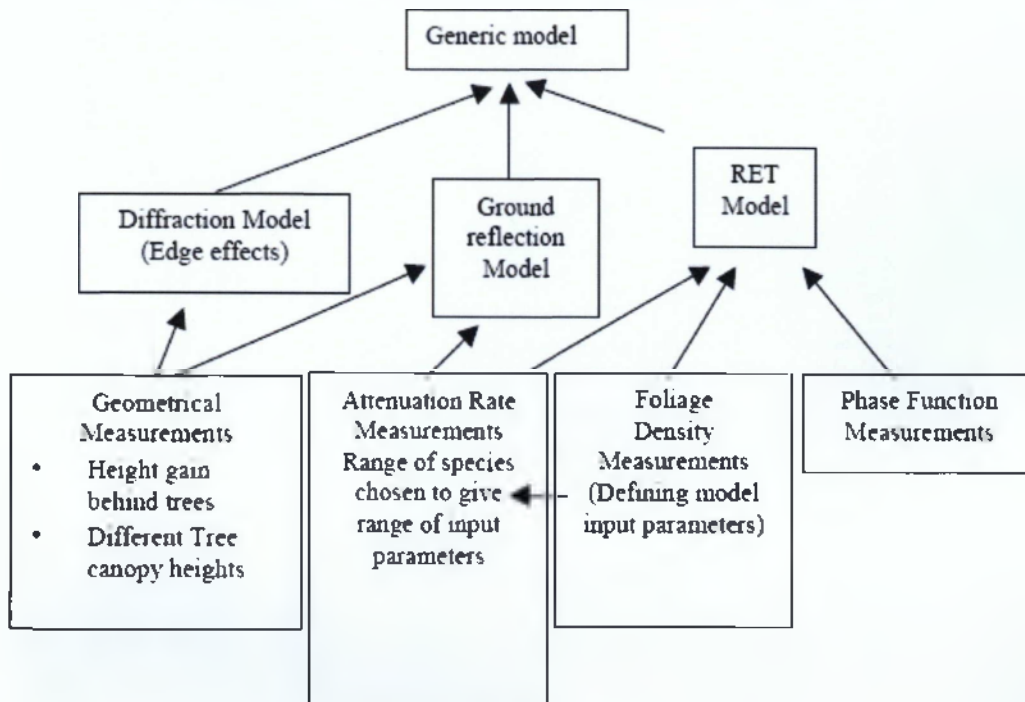 Generic model
Diffraction Model
(Edge effects)
Ground
reflection
Model
RET
Model
Geometrical
Measurements
• Height gain
behind trees
• Different Tree
canopy heights
Attenuation Rate
Measurements
Range of species
chosen to give
range of input
parameters
Foliage
Density
Measurements
(Defining model
input parameters)
Phase Function
Measurements